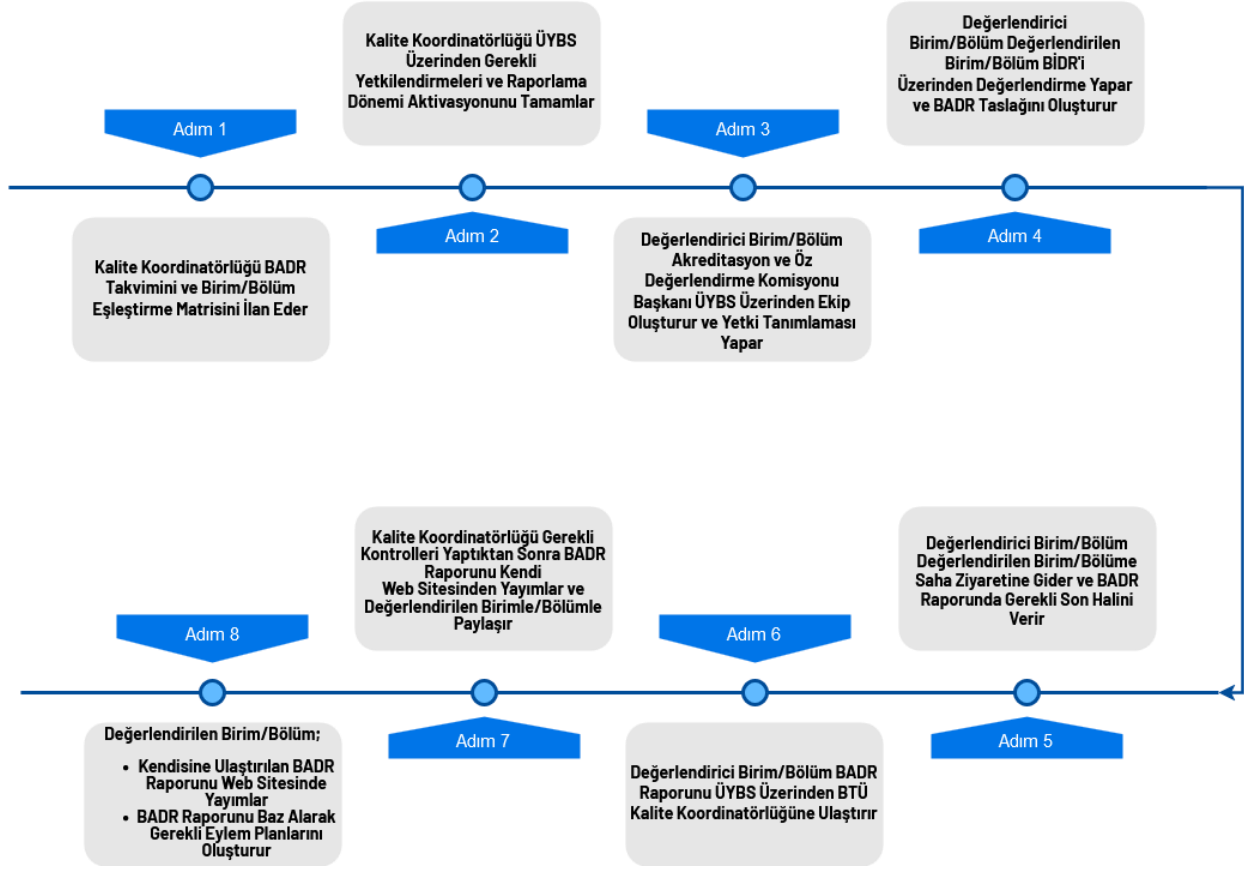 Adım 1
Kalite Koordinatörlüğü BADR
Takvimini ve Birim/Bölüm
Eşleştirme Matrisini İlan Eder
Kalite Koordinatörlüğü ÜYBS
Üzerinden Gerekli
Yetkilendirmeleri ve Raporlama
Dönemi Aktivasyonunu Tamamlar
Adım 2
Adım 3
Değerlendirici Birim/Bölüm
Akreditasyon ve Öz
Değerlendirme Komisyonu
Başkanı ÜYBS Üzerinden Ekip
Oluşturur ve Yetki Tanımlaması
Yapar
Değerlendirici
Birim/Bölüm Değerlendirilen
Birim/Bölüm BİDR'i
Üzerinden Değerlendirme Yapar
ve BADR Taslağını Oluşturur
Adım 4
Değerlendirici Birim/Bölüm
Değerlendirilen Birim/Bölüme
Saha Ziyaretine Gider ve BADR
Raporunda Gerekli Son Halini
Verir
Adım 5
Adım 6
Değerlendirici Birim/Bölüm BADR
Raporunu ÜYBS Üzerinden BTÜ
Kalite Koordinatörlüğüne Ulaştırır
Kalite Koordinatörlüğü Gerekli
Kontrolleri Yaptıktan Sonra BADR
Raporunu Kendi
Web Sitesinden Yayımlar ve
Değerlendirilen Birimle/Bölümle
Paylaşır
Adım 7
Adım 8
Değerlendirilen Birim/Bölüm;
• Kendisine Ulaştırılan BADR
Raporunu Web Sitesinde
Yayımlar
• BADR Raporunu Baz Alarak
Gerekli Eylem Planlarını
Oluşturur